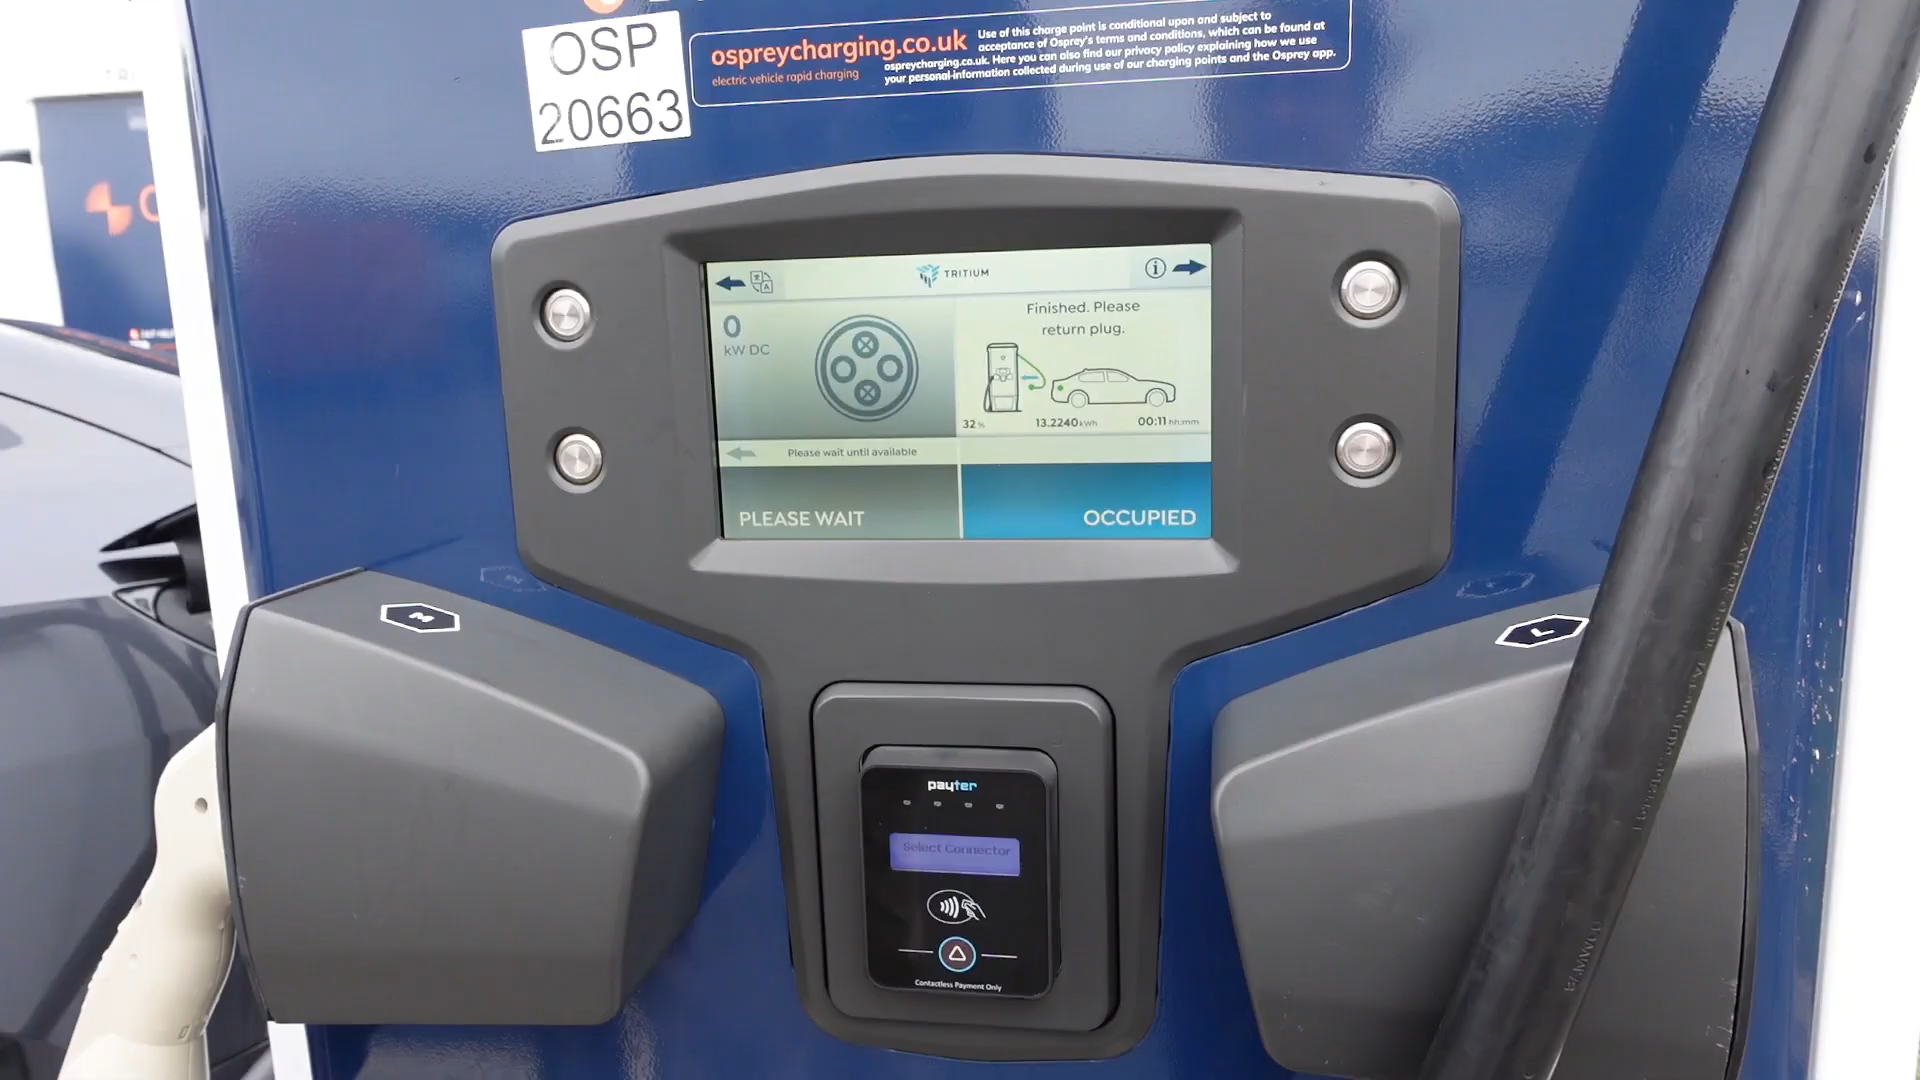 OSP
20663
ospreycharging.co.uk
electric vehicle rapid charging
Use of this charge point is conditional upon and subject to
acceptance of Osprey's terms and conditions, which can be found at
ospreycharging.co.uk. Here you can also find our privacy policy explaining how we use
your personal information collected during use of our charging points and the Osprey app.
TRITIUM
0
kW DC
Finished. Please
return plug.
32 %
13.2240 kWh
00:11 hh:mm
Please wait until available
PLEASE WAIT
OCCUPIED
payter
Select Connector
Contactless Payment Only